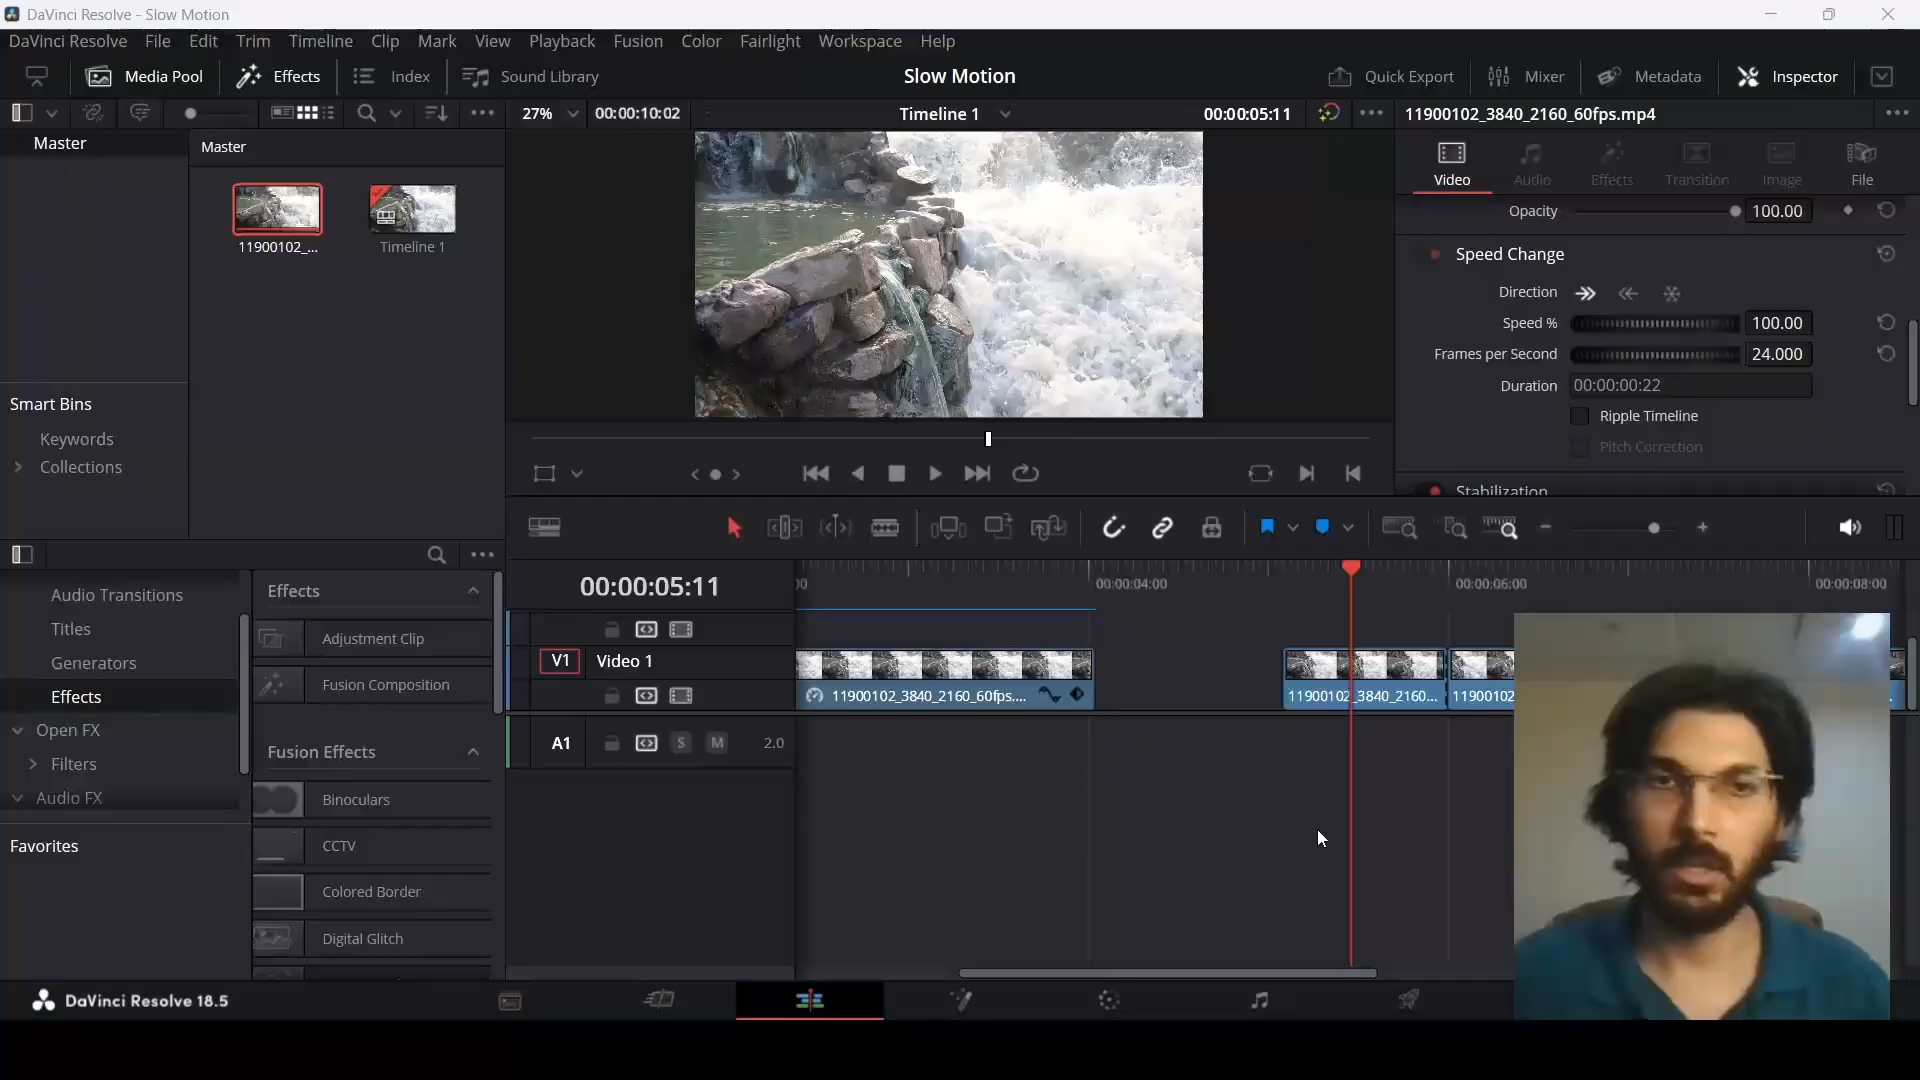 DaVinci Resolve - Slow Motion
DaVinci Resolve File Edit Trim Timeline Clip Mark View Playback Fusion Color Fairlight Workspace Help
Media Pool Effects Index Sound Library Slow Motion Quick Export Mixer Metadata Inspector
27% 00:00:10:02 Timeline 1 00:00:05:11 11900102_3840_2160_60fps.mp4
Master
Master
11900102_...
Timeline 1
Smart Bins
Keywords
Collections
Video Audio Effects Transition Image File
Opacity 100.00
Speed Change
Direction
Speed % 100.00
Frames per Second 24.000
Duration 00:00:00:22
Ripple Timeline
Pitch Correction
Stabilization
Audio Transitions
Titles
Generators
Effects
Open FX
Filters
Audio FX
Favorites
Effects
Adjustment Clip
Fusion Composition
Fusion Effects
Binoculars
CCTV
Colored Border
Digital Glitch
00:00:05:11
00:00:04:00 00:00:06:00 00:00:08:00
V1 Video 1
11900102_3840_2160_60fps.... 11900102_3840_2160... 11900102
A1 S M 2.0
DaVinci Resolve 18.5